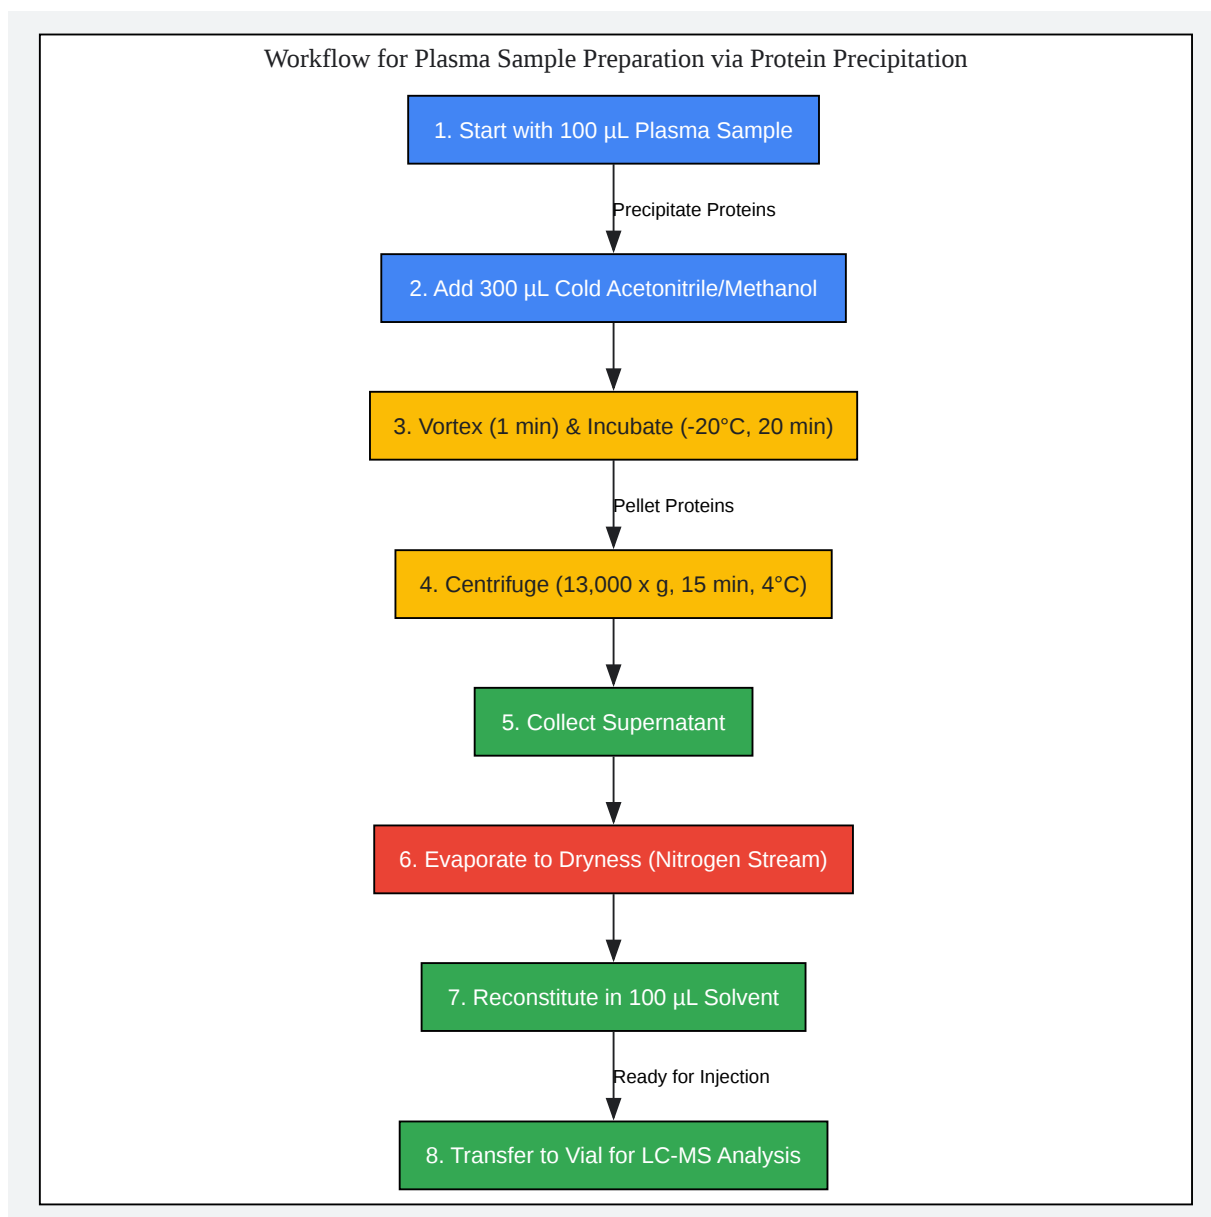 Workflow for Plasma Sample Preparation via Protein Precipitation
1. Start with 100 µL Plasma Sample
Precipitate Proteins
2. Add 300 µL Cold Acetonitrile/Methanol
3. Vortex (1 min) & Incubate (-20°C, 20 min)
Pellet Proteins
4. Centrifuge (13,000 x g, 15 min, 4°C)
5. Collect Supernatant
6. Evaporate to Dryness (Nitrogen Stream)
7. Reconstitute in 100 µL Solvent
Ready for Injection
8. Transfer to Vial for LC-MS Analysis